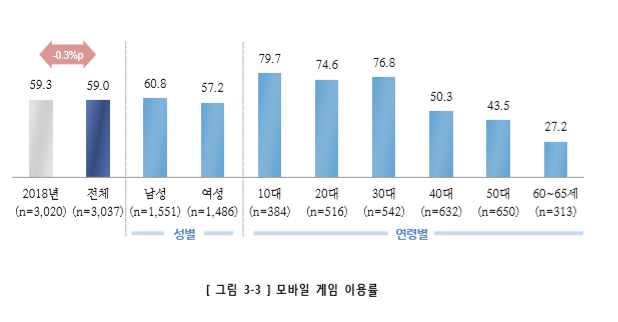 -0.3%p
59.3 59.0 60.8 57.2 79.7 74.6 76.8 50.3 43.5 27.2
2018년 전체 남성 여성 10대 20대 30대 40대 50대 60~65세
(n=3,020) (n=3,037) (n=1,551) (n=1,486) (n=384) (n=516) (n=542) (n=632) (n=650) (n=313)
성별 연령별
[ 그림 3-3 ] 모바일 게임 이용률